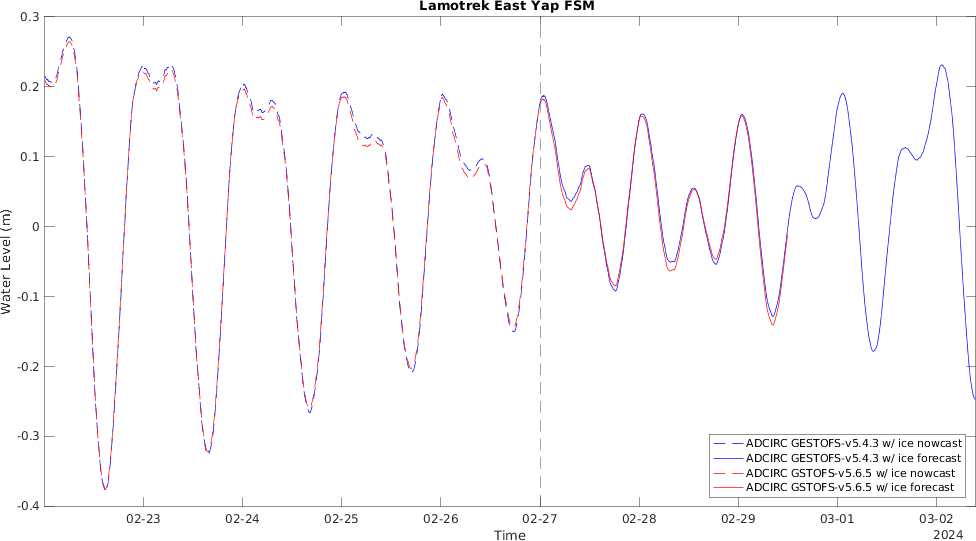 Lamotrek East Yap FSM
0.3
0.2
0.1
0
-0.1
-0.2
-0.3
-0.4
Water Level (m)
ADCIRC GESTOFS-v5.4.3 w/ ice nowcast
ADCIRC GESTOFS-v5.4.3 w/ ice forecast
ADCIRC GSTOFS-v5.6.5 w/ ice nowcast
ADCIRC GSTOFS-v5.6.5 w/ ice forecast
02-23 02-24 02-25 02-26 02-27 02-28 02-29 03-01 03-02
Time 2024